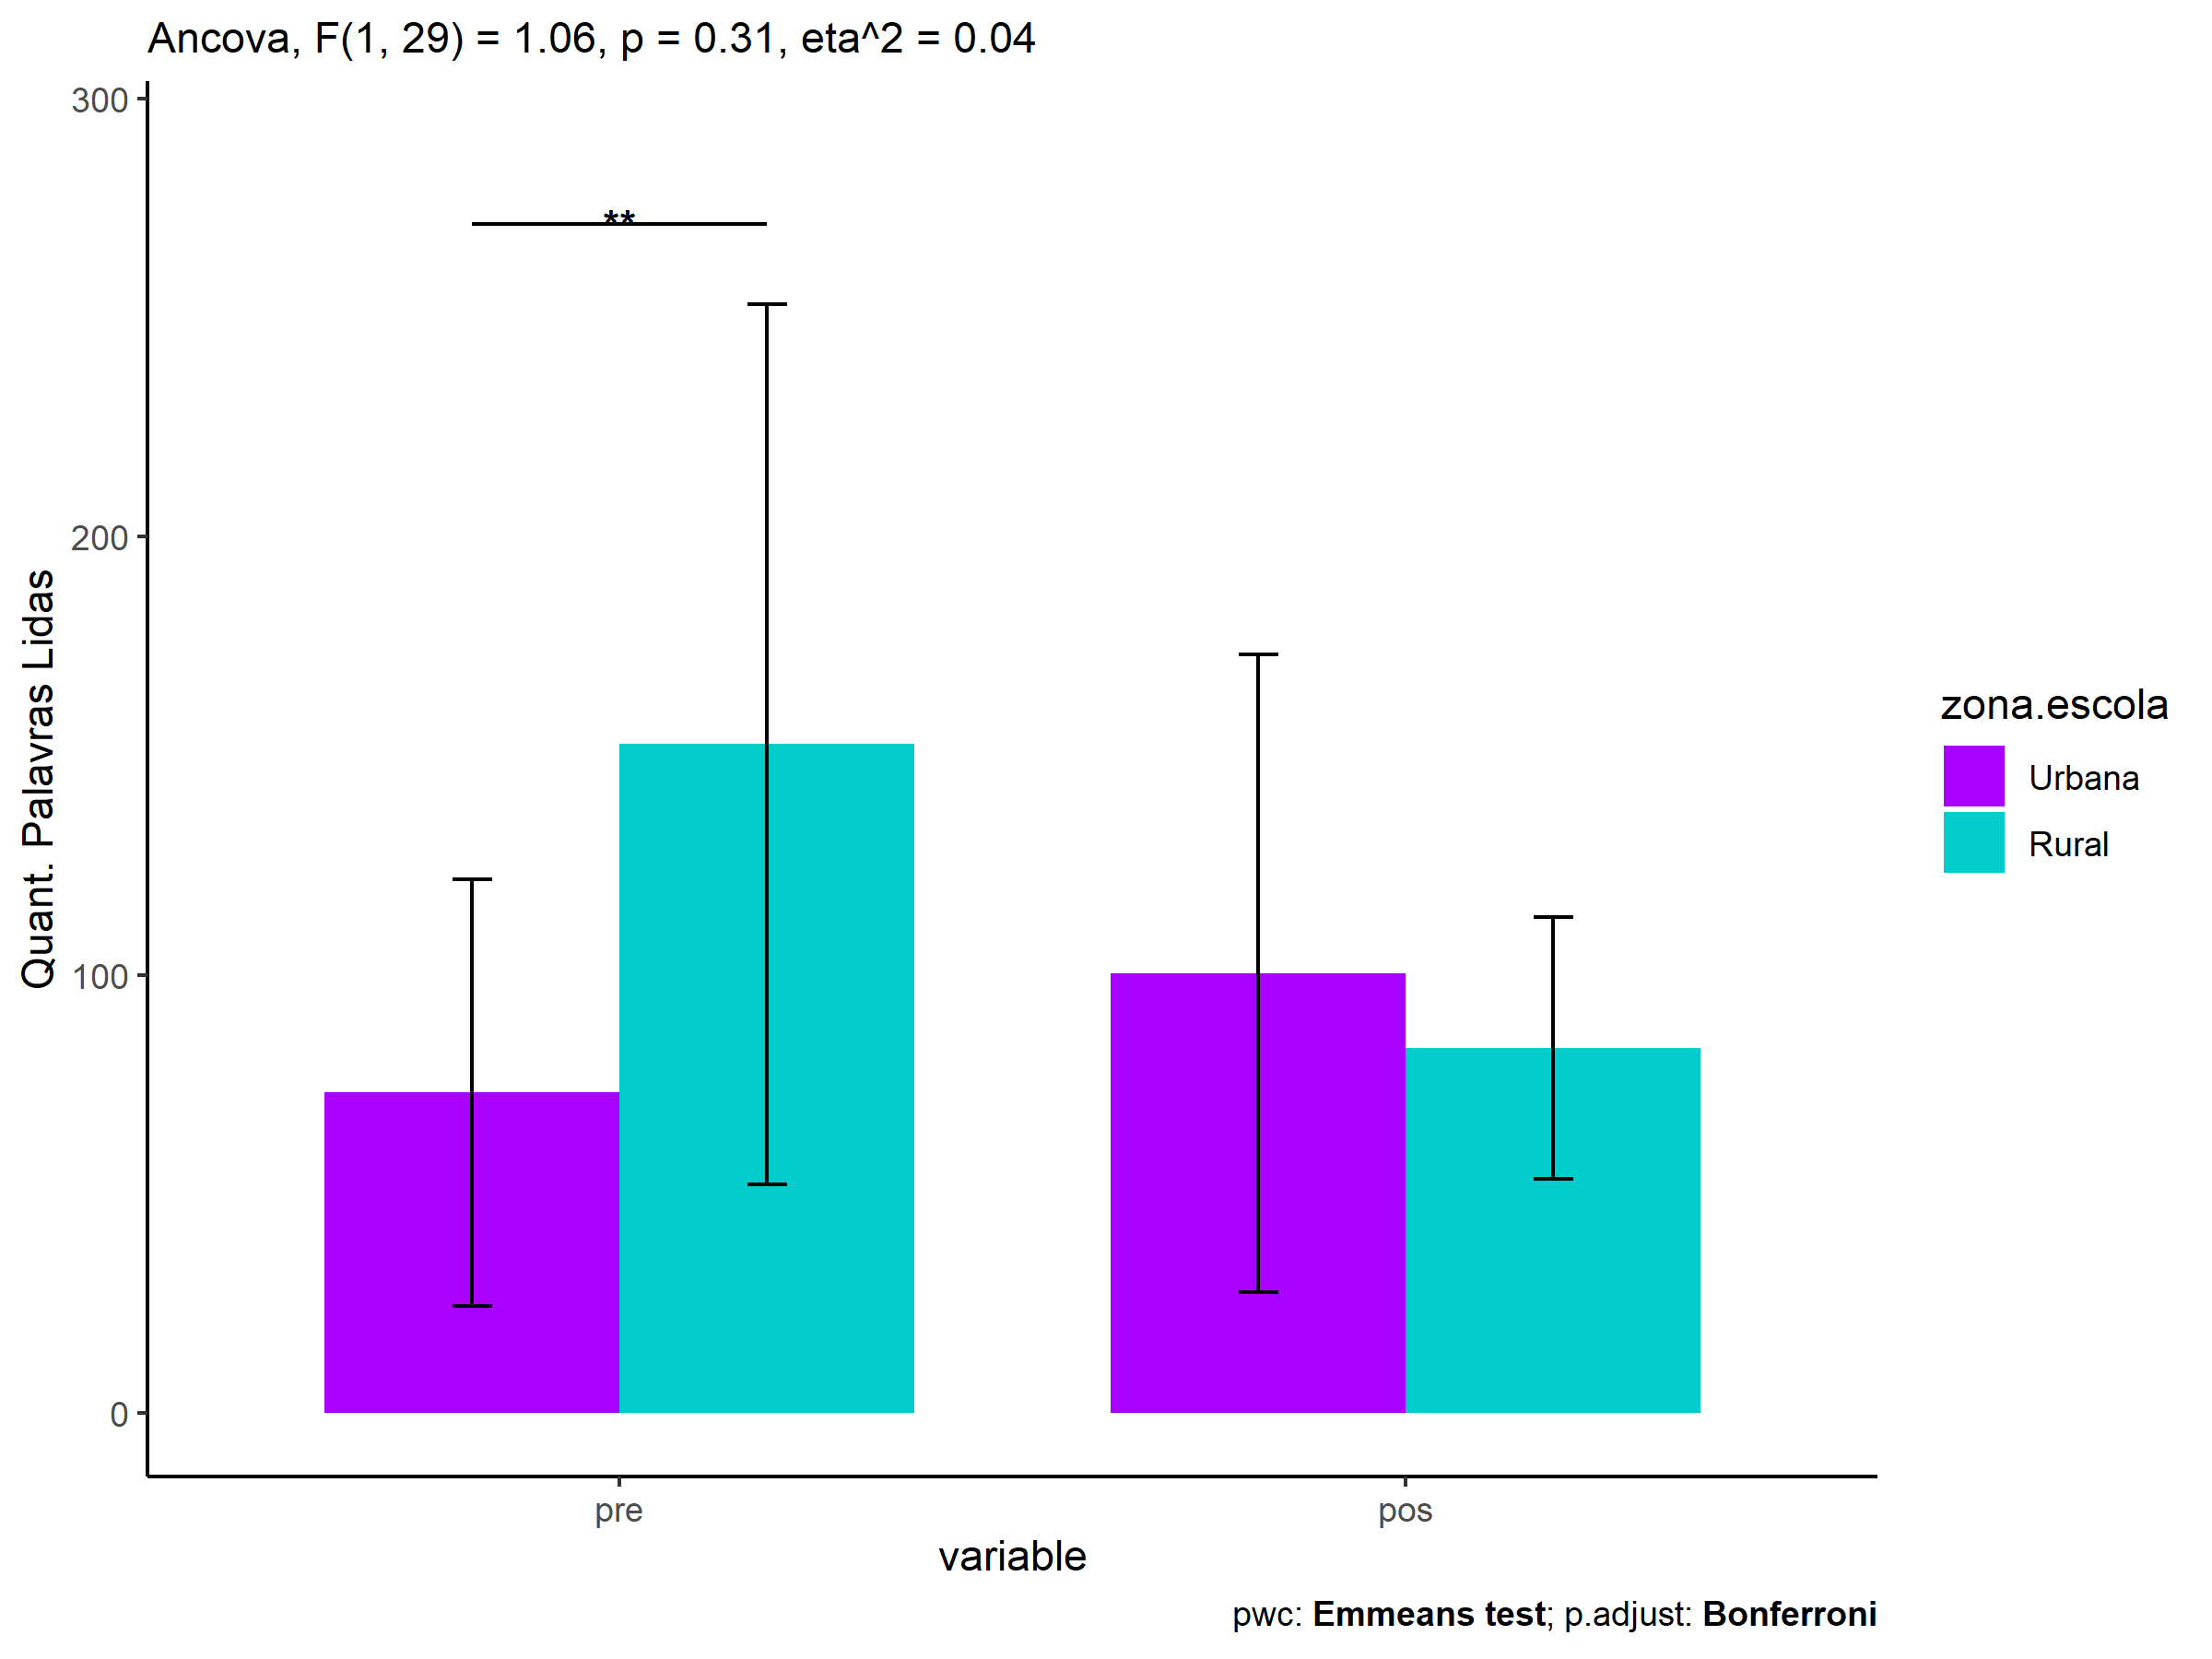 Ancova, F(1, 29) = 1.06, p = 0.31, eta^2 = 0.04
300
200
100
0
Quant. Palavras Lidas
**
pre
pos
variable
zona.escola
Urbana
Rural
pwc: Emmeans test; p.adjust: Bonferroni